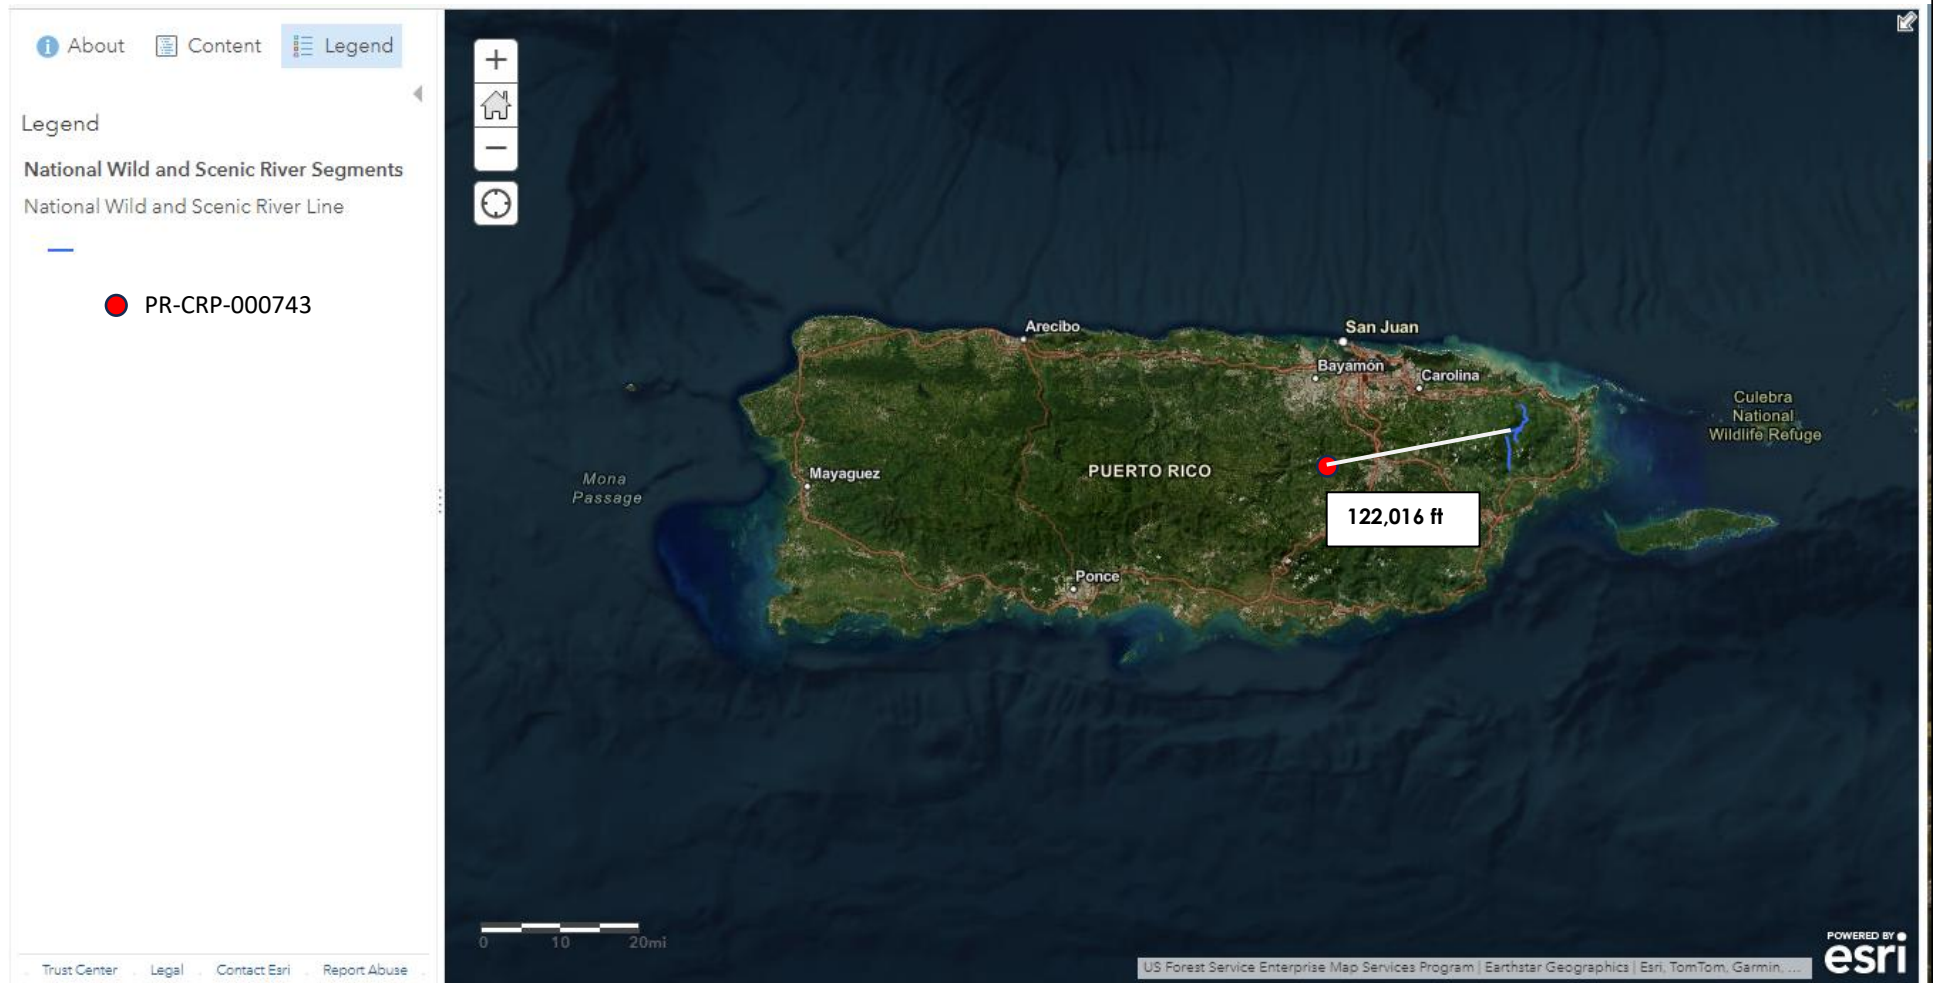 About
Content
Legend
Legend
National Wild and Scenic River Segments
National Wild and Scenic River Line
PR-CRP-000743
Arecibo
San Juan
Bayamón
Carolina
Culebra
National
Wildlife Refuge
Mona
Passage
Mayaguez
PUERTO RICO
122,016 ft
Ponce
0 10 20mi
Trust Center
Legal
Contact Esri
Report Abuse
US Forest Service Enterprise Map Services Program | Earthstar Geographics | Esri, TomTom, Garmin, ...
POWERED BY
esri